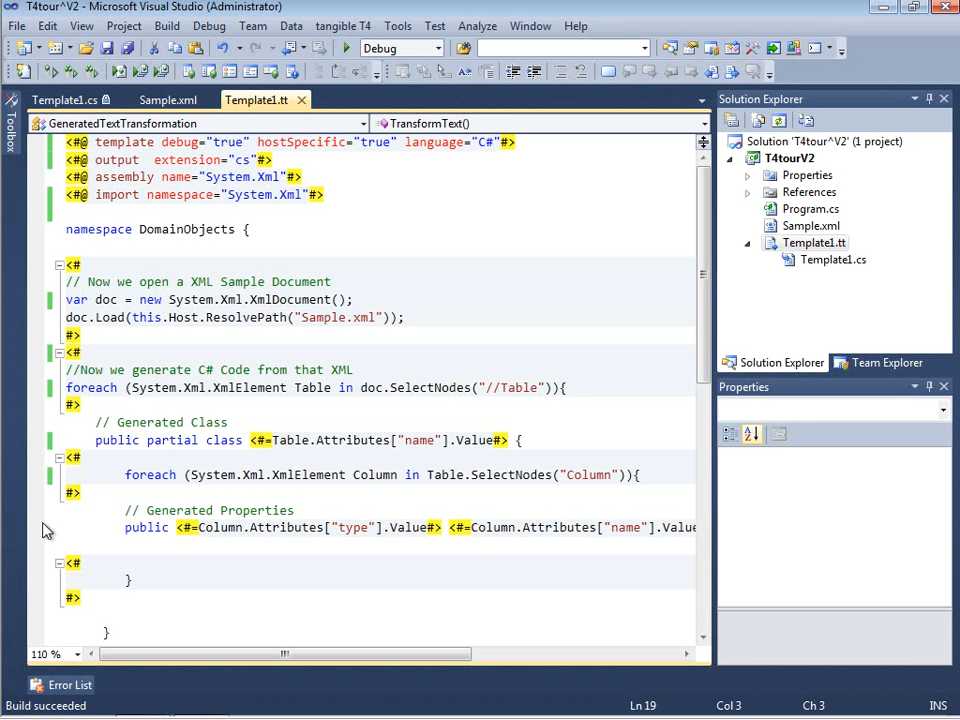 T4tour^V2 - Microsoft Visual Studio (Administrator)
File Edit View Project Build Debug Team Data tangible T4 Tools Test Analyze Window Help
Debug
Template1.cs Sample.xml Template1.tt
GeneratedTextTransformation TransformText()
<#@ template debug="true" hostSpecific="true" language="C#"#>
<#@ output  extension="cs"#>
<#@ assembly name="System.Xml"#>
<#@ import namespace="System.Xml"#>
namespace DomainObjects {
<#
// Now we open a XML Sample Document
var doc = new System.Xml.XmlDocument();
doc.Load(this.Host.ResolvePath("Sample.xml"));
#>
<#
//Now we generate C# Code from that XML
foreach (System.Xml.XmlElement Table in doc.SelectNodes("//Table")){
#>
// Generated Class
public partial class <#=Table.Attributes["name"].Value#> {
<#
foreach (System.Xml.XmlElement Column in Table.SelectNodes("Column")){
#>
// Generated Properties
public <#=Column.Attributes["type"].Value#> <#=Column.Attributes["name"].Value
<#
}
#>
}
110 %
Toolbox
Solution Explorer
Solution 'T4tour^V2' (1 project)
T4tourV2
Properties
References
Program.cs
Sample.xml
Template1.tt
Template1.cs
Solution Explorer Team Explorer
Properties
Error List
Build succeeded Ln 19 Col 3 Ch 3 INS